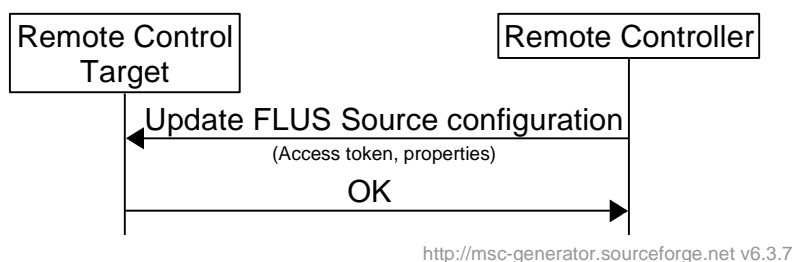 Remote Control
Target
Remote Controller
Update FLUS Source configuration
(Access token, properties)
OK
http://msc-generator.sourceforge.net v6.3.7